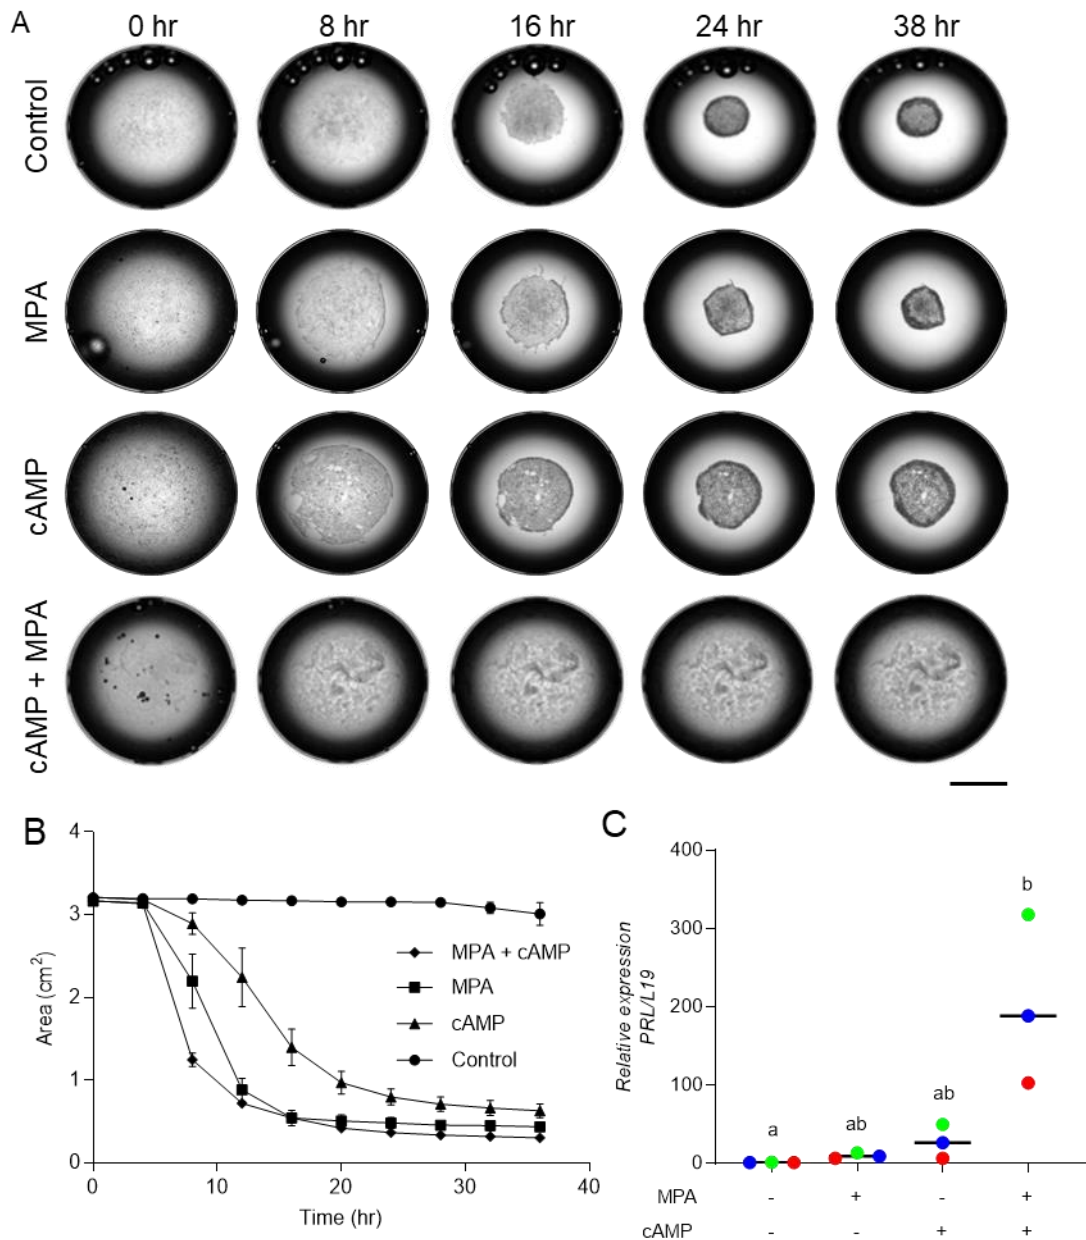 A
0 hr 8 hr 16 hr 24 hr 38 hr
Control
MPA
cAMP
cAMP + MPA
B
Area (cm²)
4
3
2
1
0
0 10 20 30 40
Time (hr)
MPA + cAMP
MPA
cAMP
Control
C
Relative expression
PRL/L19
400
300
200
100
0
a ab ab b
MPA - + - +
cAMP - - + +